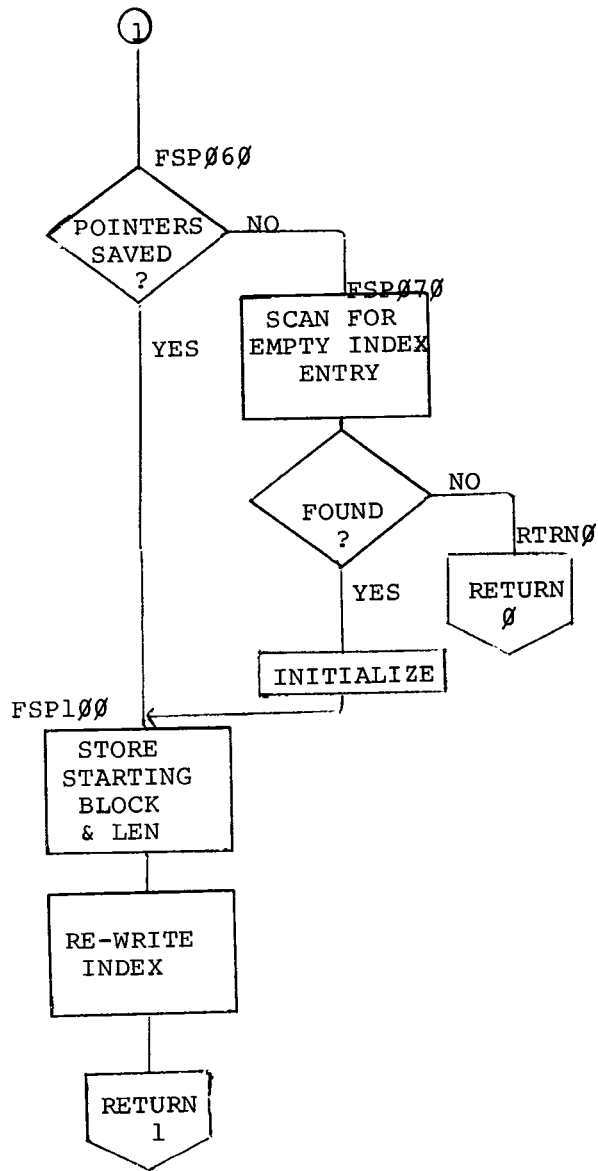 1
FSPØ6Ø
POINTERS
SAVED
?
NO
YES
FSPØ7Ø
SCAN FOR
EMPTY INDEX
ENTRY
FOUND
?
NO
RTRNØ
RETURN
Ø
YES
INITIALIZE
FSP1ØØ
STORE
STARTING
BLOCK
& LEN
RE-WRITE
INDEX
RETURN
1